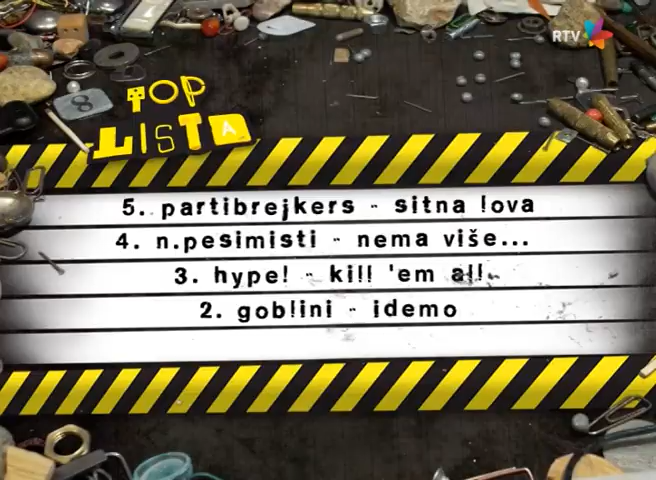 RTV
8
TOP
LISTA
5. partibrejkers - sitna lova
4. n.pesimisti - nema više...
3. hype! - kill 'em all
2. goblini - idemo